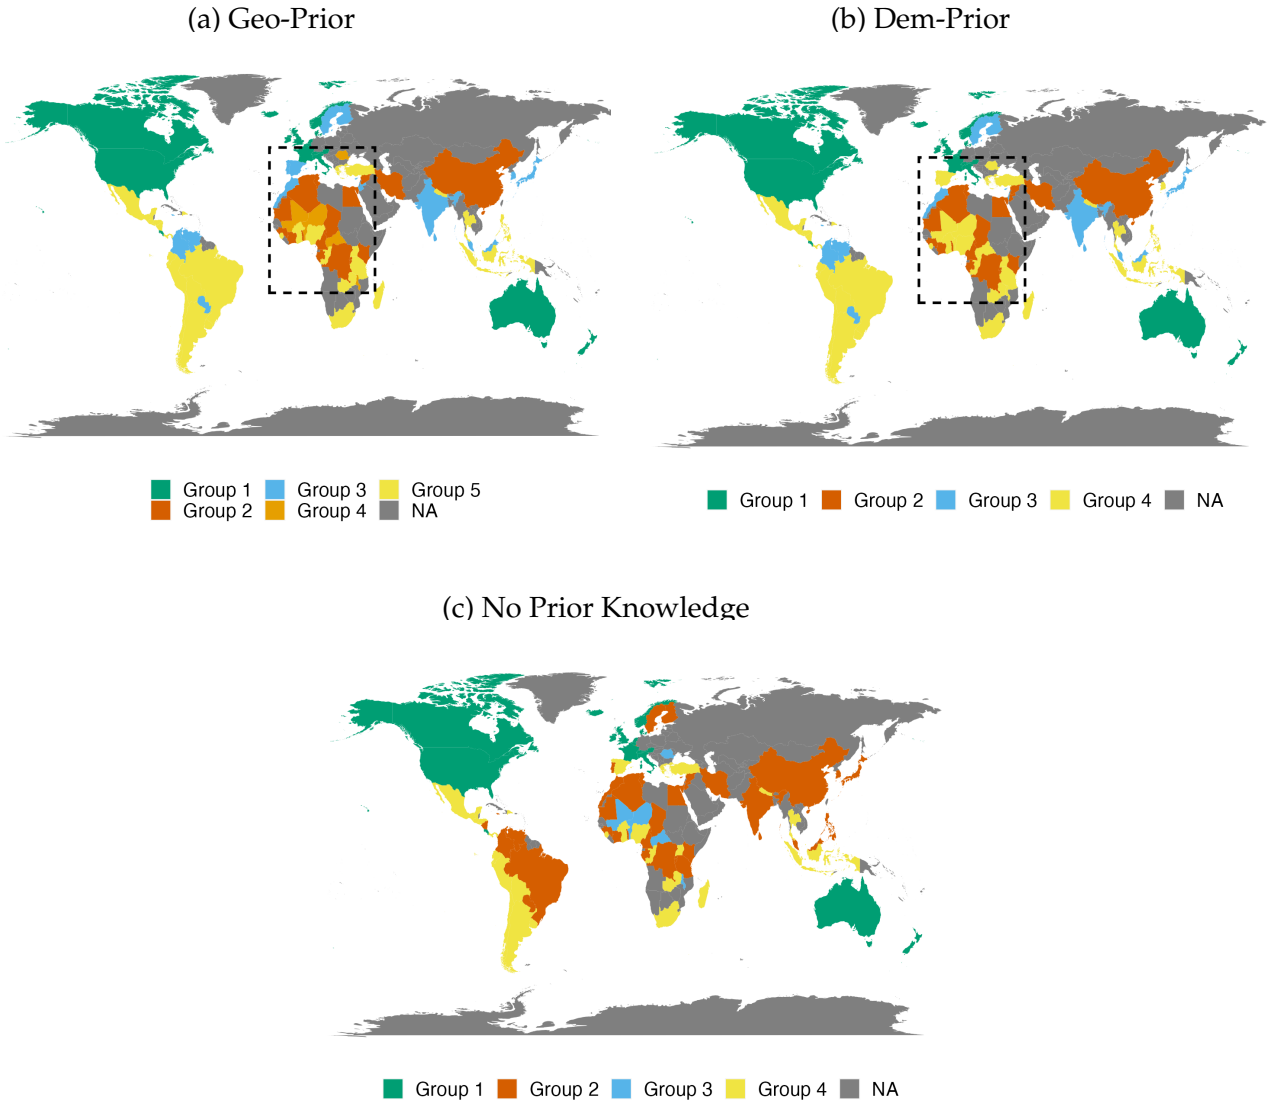 (a) Geo-Prior
(b) Dem-Prior
Group 1 Group 3 Group 5
Group 2 Group 4 NA
Group 1 Group 2 Group 3 Group 4 NA
(c) No Prior Knowledge
Group 1 Group 2 Group 3 Group 4 NA